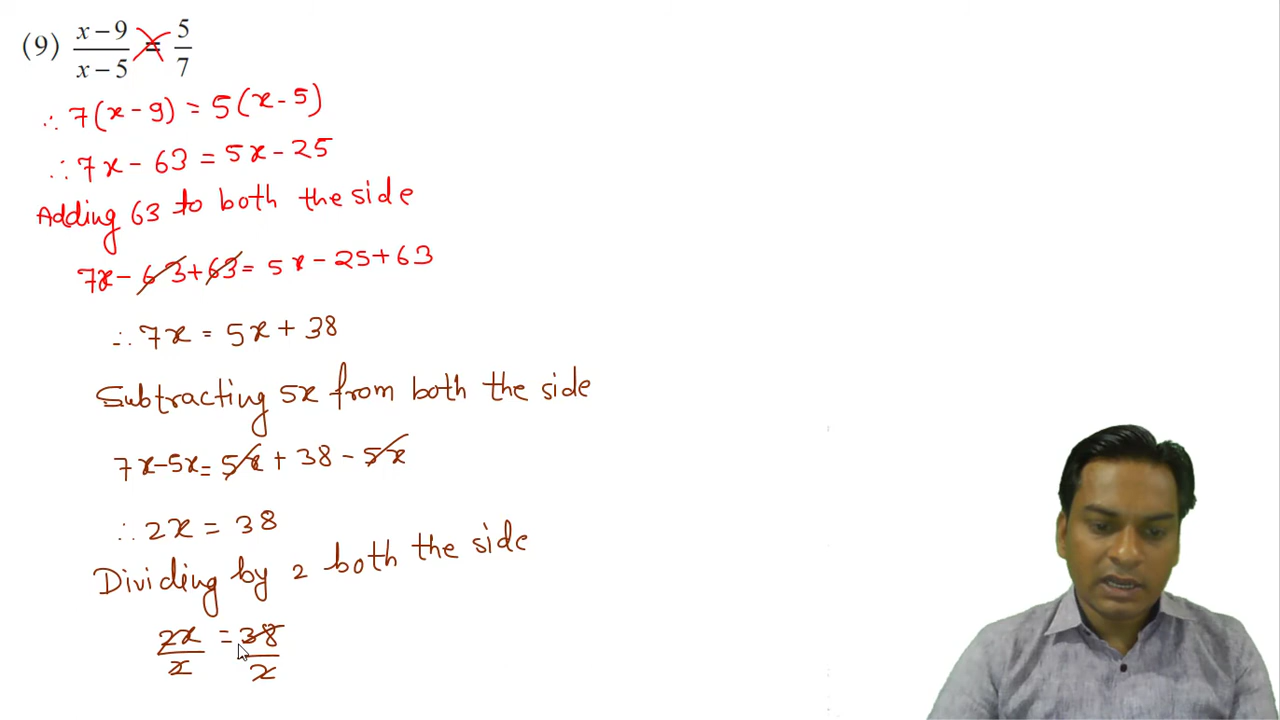 (9) x-9/x-5 = 5/7
∴ 7(x-9) = 5(x-5)
∴ 7x - 63 = 5x - 25
Adding 63 to both the side
7x - 63 + 63 = 5x - 25 + 63
∴ 7x = 5x + 38
Subtracting 5x from both the side
7x - 5x = 5x + 38 - 5x
∴ 2x = 38
Dividing by 2 both the side
2x/2 = 38/2